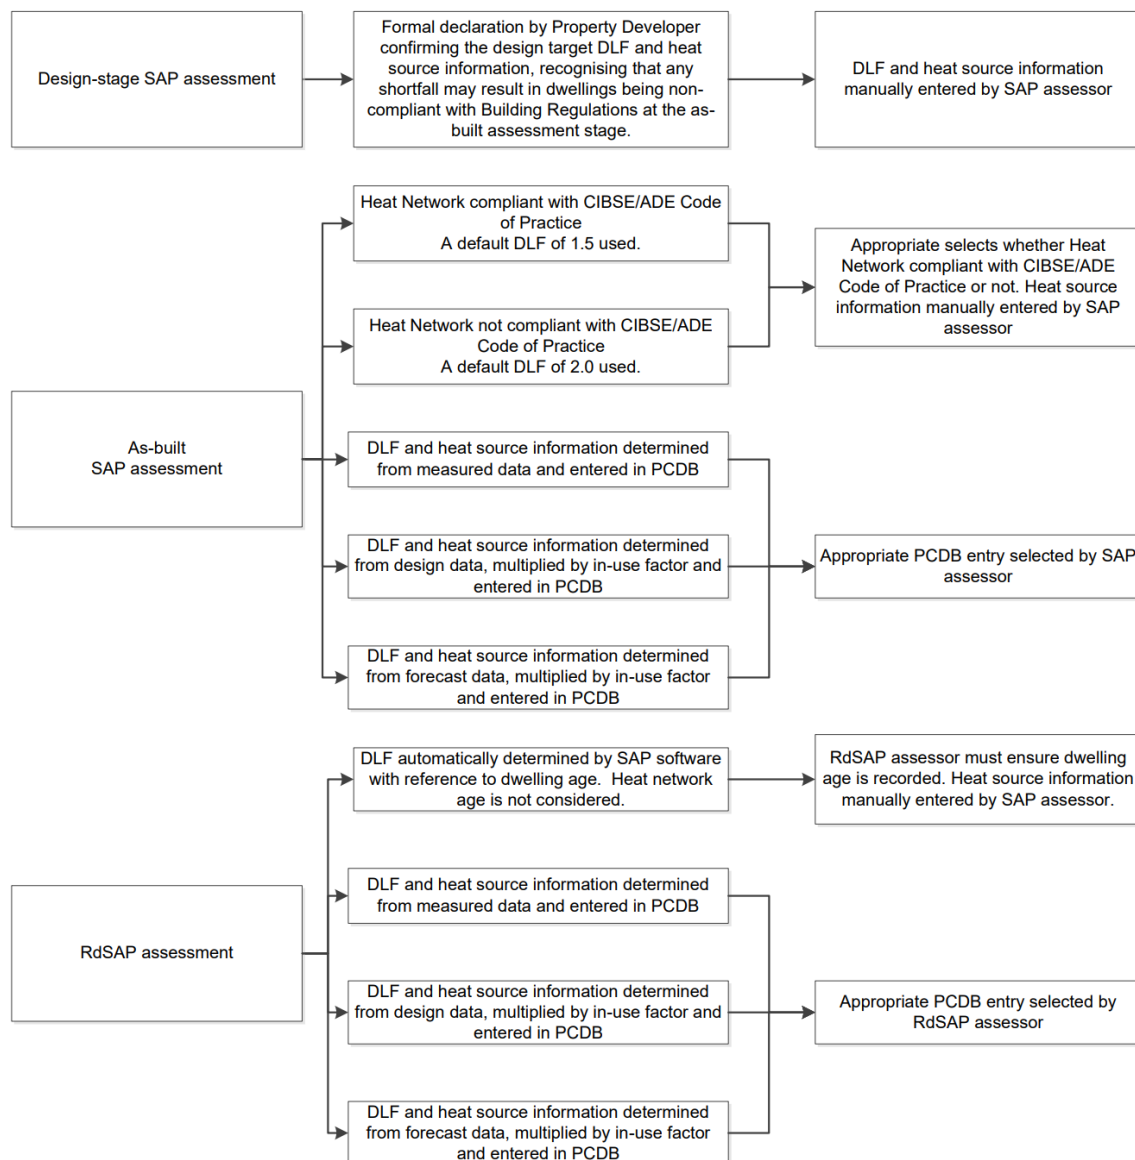 Design-stage SAP assessment
Formal declaration by Property Developer
confirming the design target DLF and heat
source information, recognising that any
shortfall may result in dwellings being non-
compliant with Building Regulations at the as-
built assessment stage.
DLF and heat source information
manually entered by SAP assessor
As-built
SAP assessment
Heat Network compliant with CIBSE/ADE Code
of Practice
A default DLF of 1.5 used.
Heat Network not compliant with CIBSE/ADE
Code of Practice
A default DLF of 2.0 used.
Appropriate selects whether Heat
Network compliant with CIBSE/ADE
Code of Practice or not. Heat source
information manually entered by SAP
assessor
DLF and heat source information determined
from measured data and entered in PCDB
DLF and heat source information determined
from design data, multiplied by in-use factor and
entered in PCDB
DLF and heat source information determined
from forecast data, multiplied by in-use factor
and entered in PCDB
Appropriate PCDB entry selected by SAP
assessor
RdSAP assessment
DLF automatically determined by SAP software
with reference to dwelling age.  Heat network
age is not considered.
RdSAP assessor must ensure dwelling
age is recorded. Heat source information
manually entered by SAP assessor.
DLF and heat source information determined
from measured data and entered in PCDB
DLF and heat source information determined
from design data, multiplied by in-use factor and
entered in PCDB
DLF and heat source information determined
from forecast data, multiplied by in-use factor
and entered in PCDB
Appropriate PCDB entry selected by
RdSAP assessor